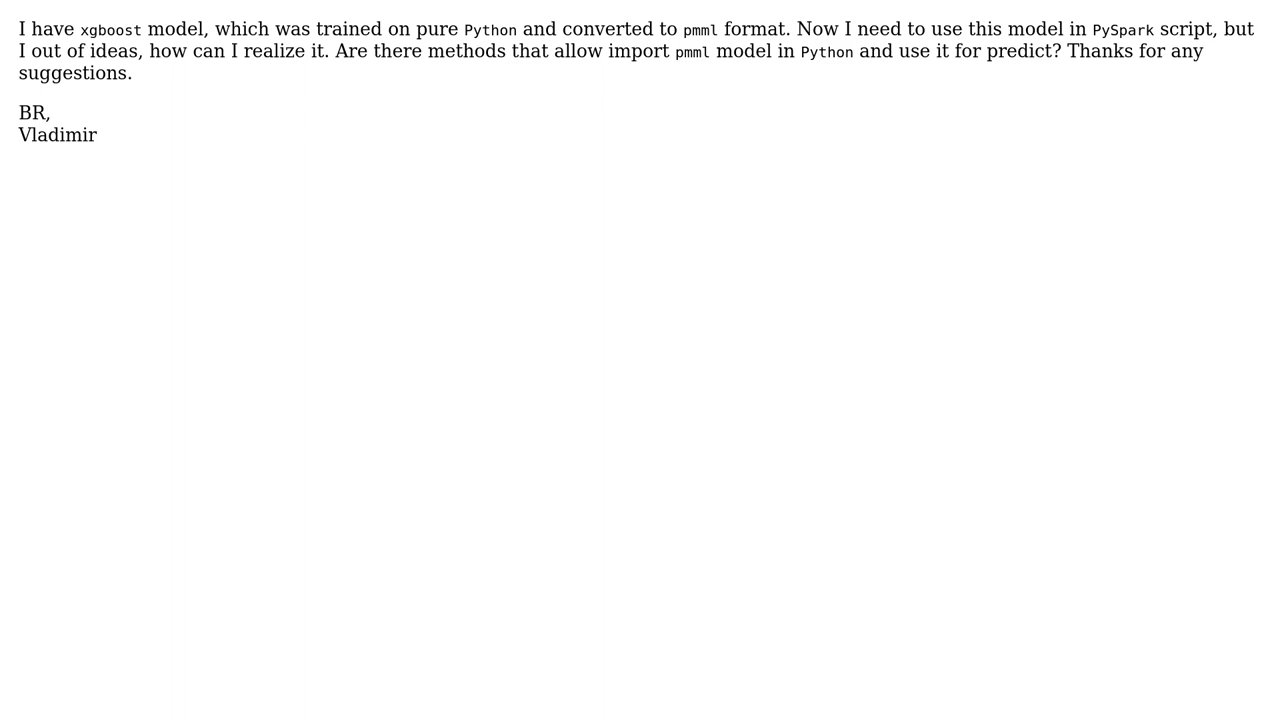 I have xgboost model, which was trained on pure Python and converted to pmml format. Now I need to use this model in PySpark script, but
I out of ideas, how can I realize it. Are there methods that allow import pmml model in Python and use it for predict? Thanks for any
suggestions.
BR,
Vladimir